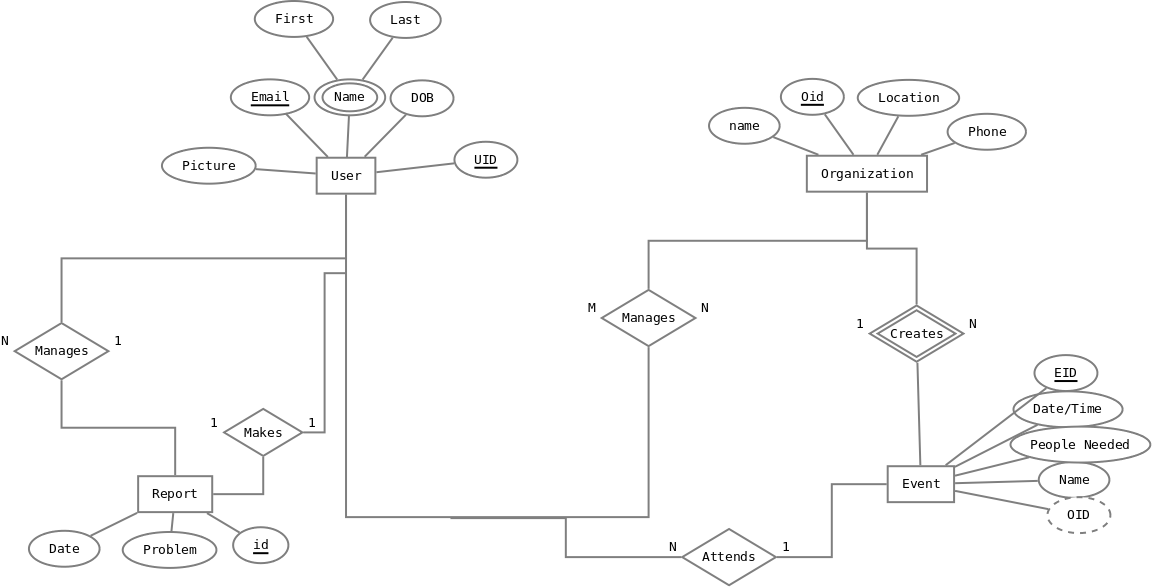 First
Last
Email
Name
DOB
Picture
UID
User
Oid
Location
name
Phone
Organization
N
Manages
1
M
Manages
N
1
Creates
N
1
Makes
1
EID
Date/Time
People Needed
Name
OID
Event
Report
Date
Problem
id
N
Attends
1